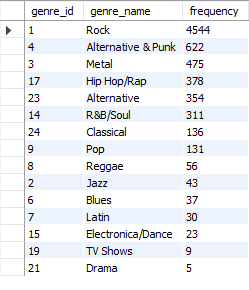 genre_id genre_name frequency
1 Rock 4544
4 Alternative & Punk 622
3 Metal 475
17 Hip Hop/Rap 378
23 Alternative 354
14 R&B/Soul 311
24 Classical 136
9 Pop 131
8 Reggae 56
2 Jazz 43
6 Blues 37
7 Latin 30
15 Electronica/Dance 23
19 TV Shows 9
21 Drama 5